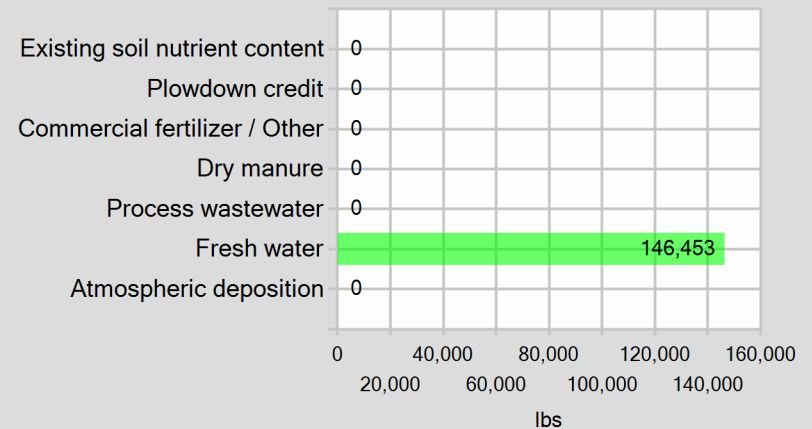 Existing soil nutrient content 0
Plowdown credit 0
Commercial fertilizer / Other 0
Dry manure 0
Process wastewater 0
Fresh water 146,453
Atmospheric deposition 0
0 40,000 80,000 120,000 160,000
20,000 60,000 100,000 140,000
lbs